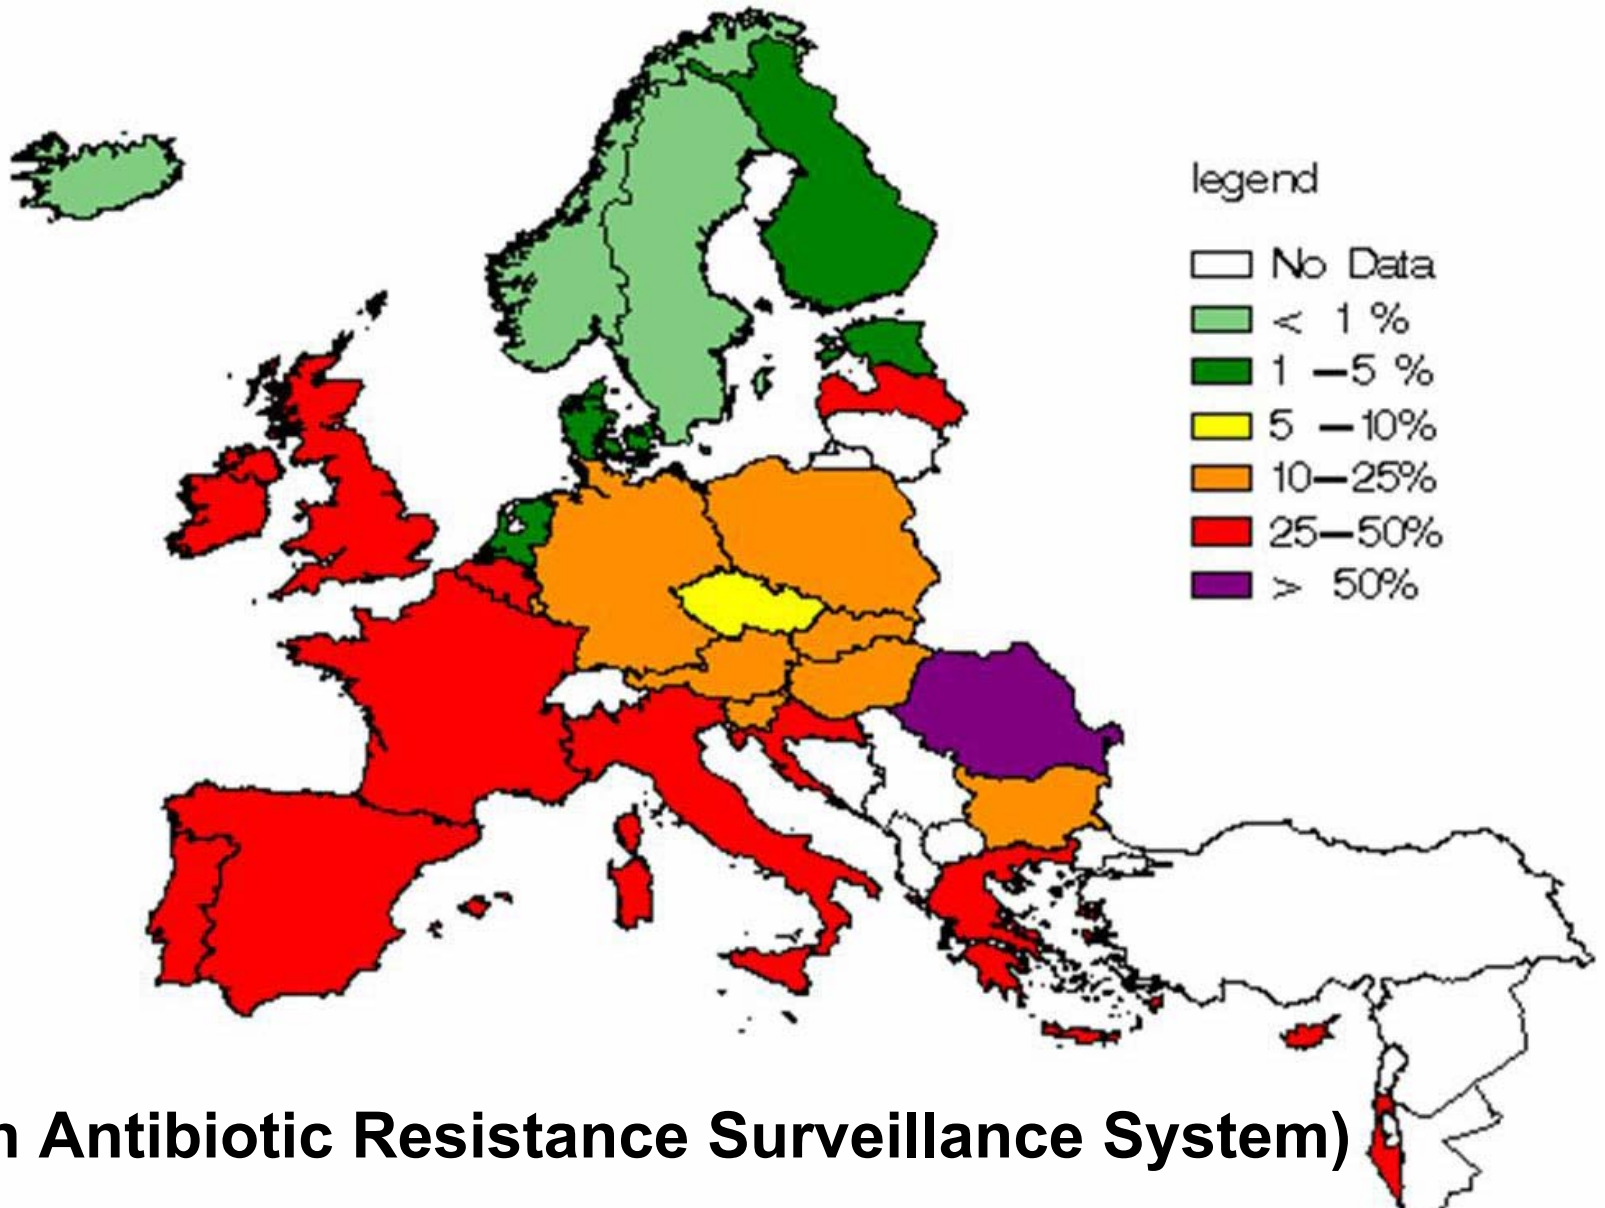 legend
No Data
< 1 %
1 –5 %
5 –10%
10–25%
25–50%
> 50%
n Antibiotic Resistance Surveillance System)